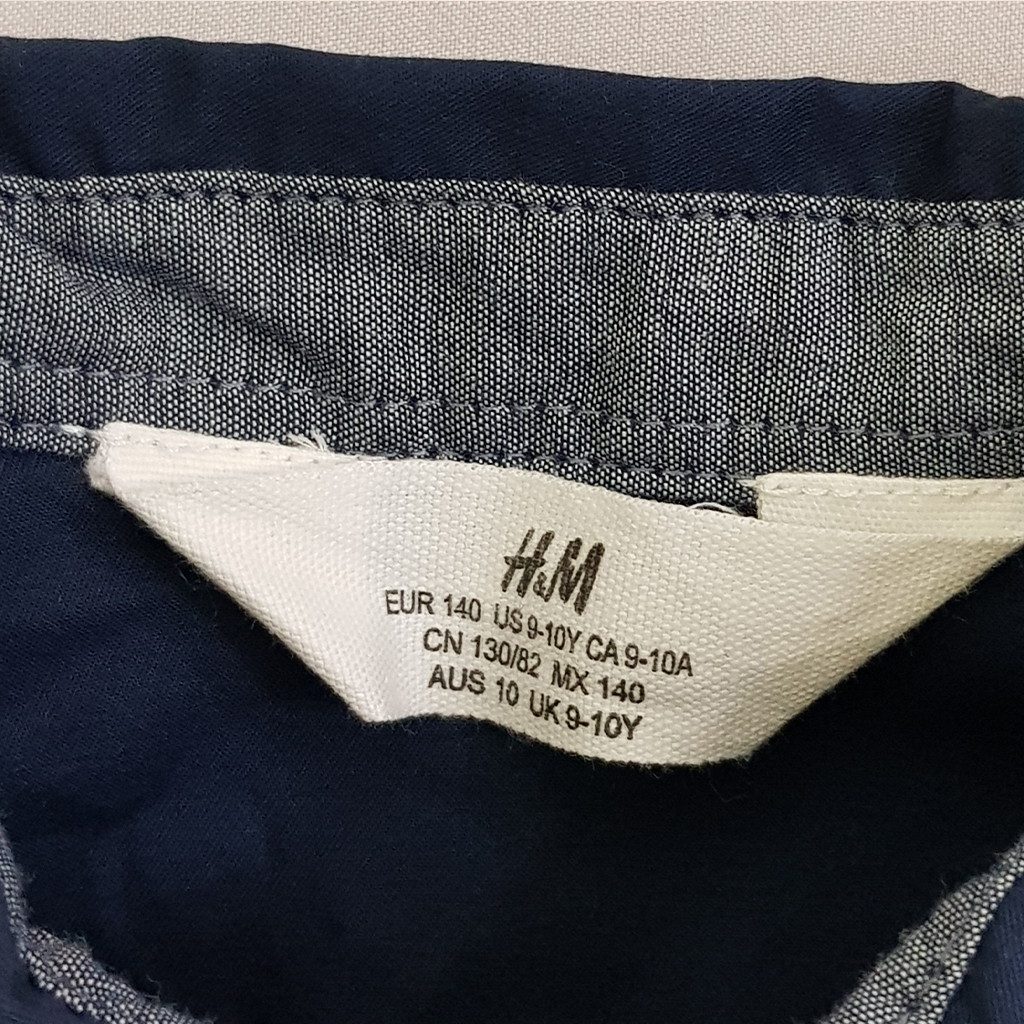 H&M
EUR 140 US 9-10Y CA 9-10A
CN 130/82 MX 140
AUS 10 UK 9-10Y